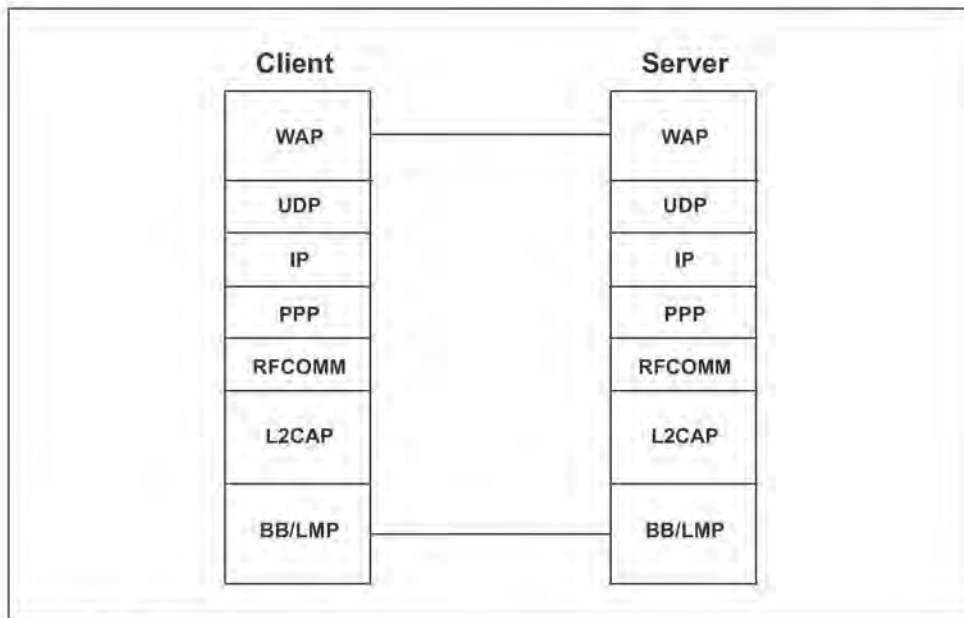 Client Server
WAP WAP
UDP UDP
IP IP
PPP PPP
RFCOMM RFCOMM
L2CAP L2CAP
BB/LMP BB/LMP